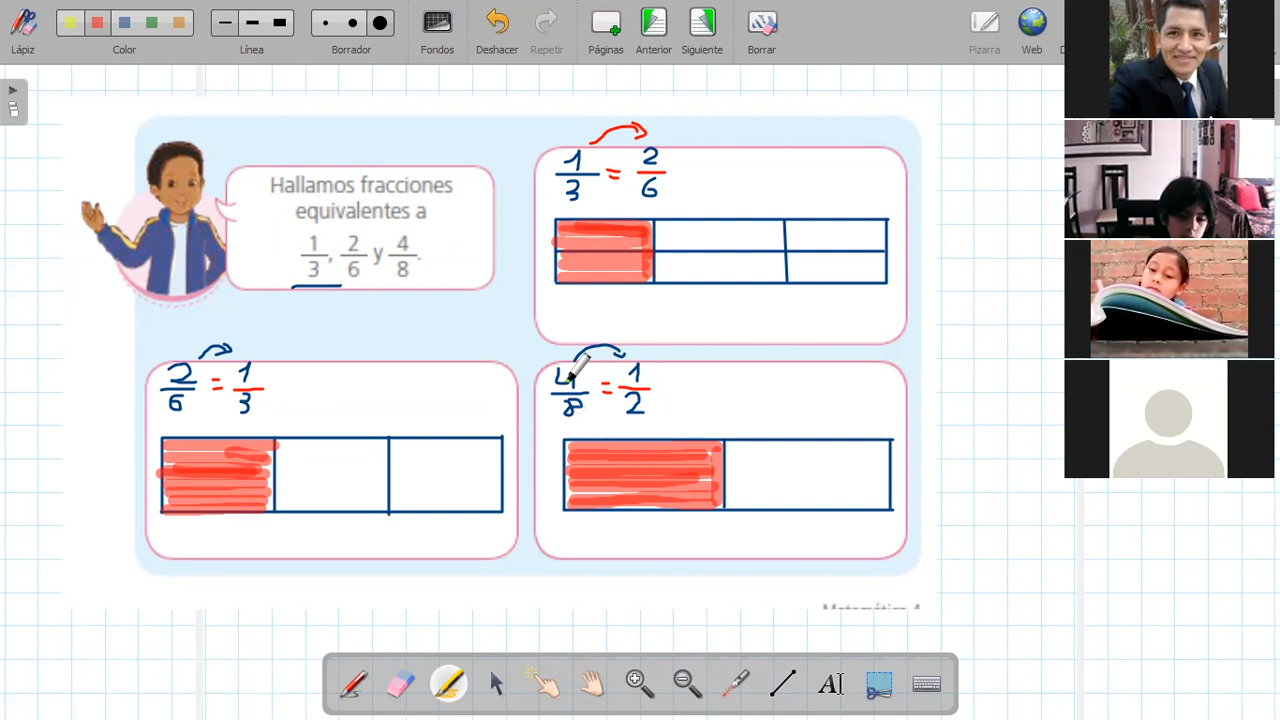 Lápiz Color Línea Borrador Fondos Deshacer Repetir Páginas Anterior Siguiente Borrar Pizarra Web
Hallamos fracciones
equivalentes a
1/3, 2/6 y 4/8.
1/3 = 2/6
2/6 = 1/3
4/8 = 1/2
AI